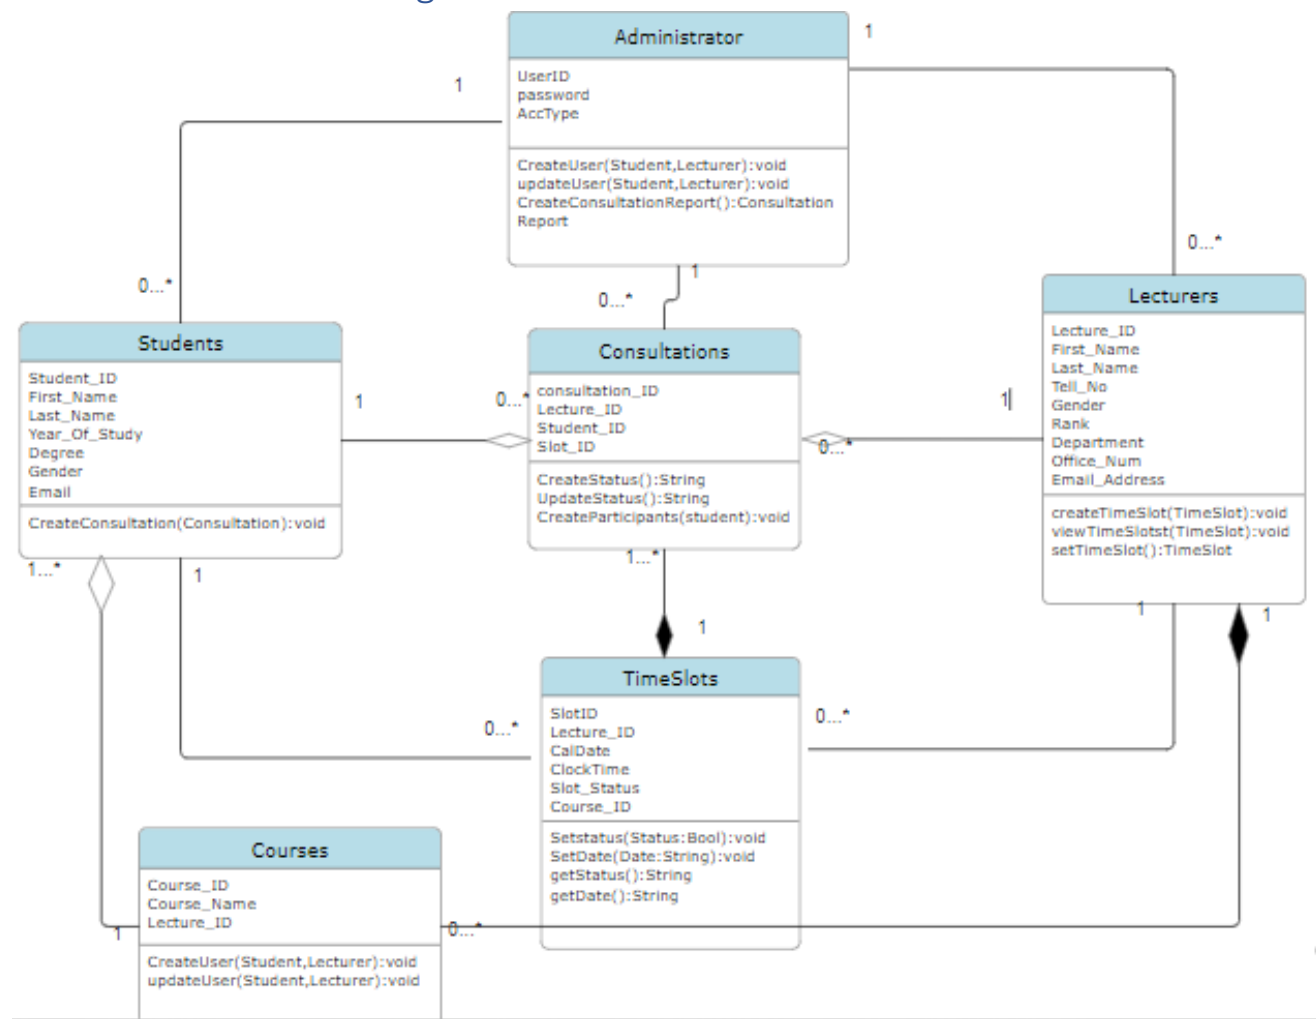 g
Administrator
UserID
password
AccType
CreateUser(Student,Lecturer):void
updateUser(Student,Lecturer):void
CreateConsultationReport():Consultation
Report
1
1
0...*
0...*
1
0...*
Students
Student_ID
First_Name
Last_Name
Year_Of_Study
Degree
Gender
Email
CreateConsultation(Consultation):void
1
0...*
Consultations
consultation_ID
Lecture_ID
Student_ID
Slot_ID
CreateStatus():String
UpdateStatus():String
CreateParticipants(student):void
1
0...*
Lecturers
Lecture_ID
First_Name
Last_Name
Tell_No
Gender
Rank
Department
Office_Num
Email_Address
createTimeSlot(TimeSlot):void
viewTimeSlotst(TimeSlot):void
setTimeSlot():TimeSlot
1...*
1
1...*
1
1
1
0...*
0...*
TimeSlots
SlotID
Lecture_ID
CalDate
ClockTime
Slot_Status
Course_ID
Setstatus(Status:Bool):void
SetDate(Date:String):void
getStatus():String
getDate():String
Courses
Course_ID
Course_Name
Lecture_ID
CreateUser(Student,Lecturer):void
updateUser(Student,Lecturer):void
1
0...*